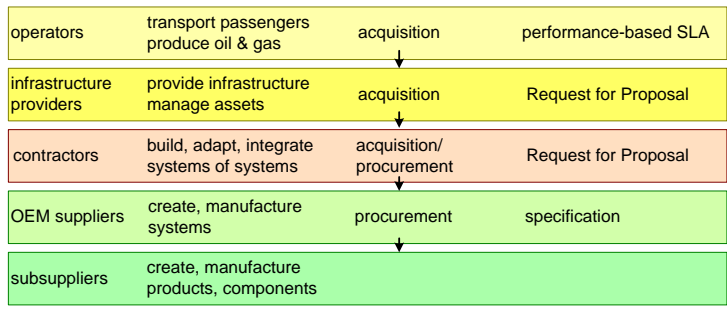 operators transport passengers produce oil & gas acquisition performance-based SLA
infrastructure providers provide infrastructure manage assets acquisition Request for Proposal
contractors build, adapt, integrate systems of systems acquisition/ procurement Request for Proposal
OEM suppliers create, manufacture systems procurement specification
subsuppliers create, manufacture products, components